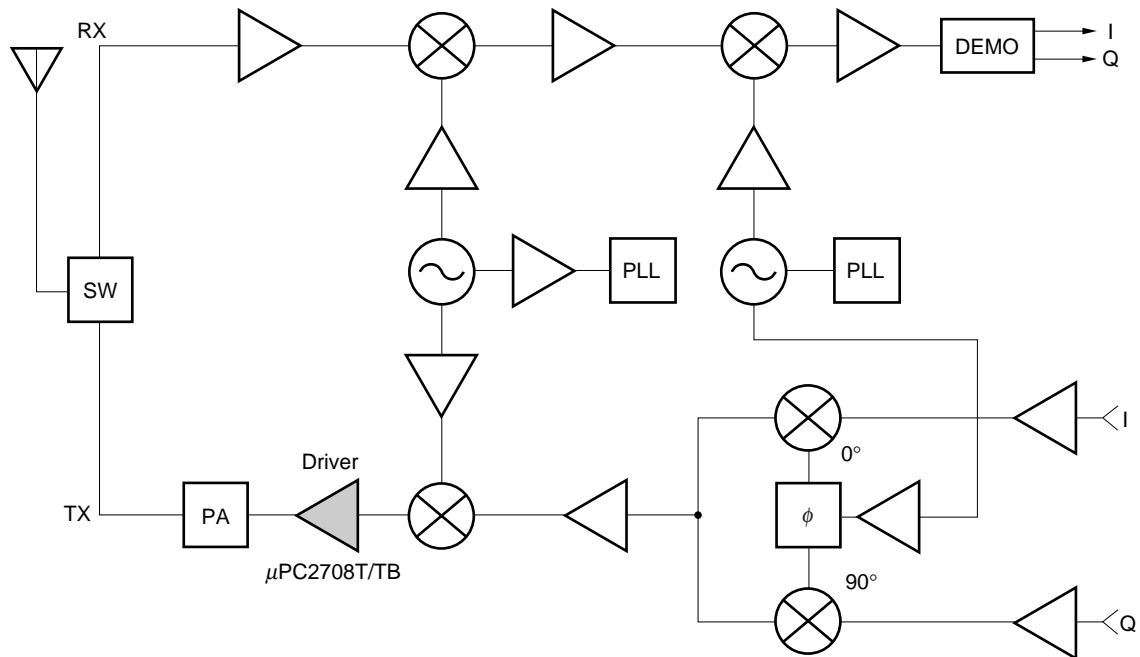 RX
DEMO
I
Q
SW
PLL
PLL
I
0°
Driver
TX
PA
ϕ
μPC2708T/TB
90°
Q